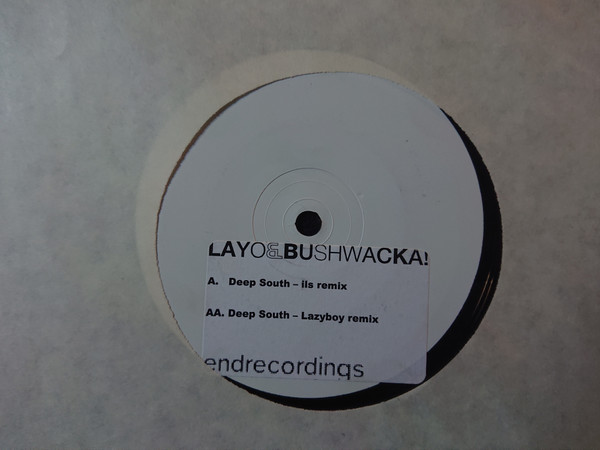 LAYO&BUSHWACKA!
A. Deep South – ils remix
AA. Deep South – Lazyboy remix
endrecordings